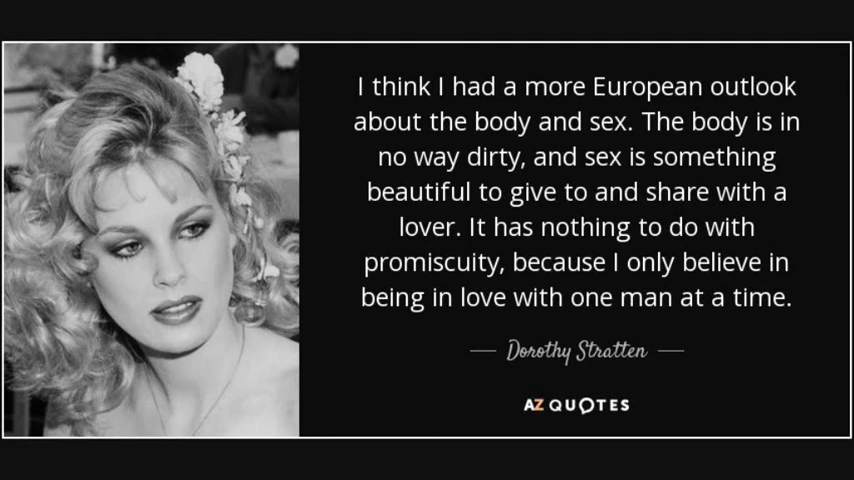 I think I had a more European outlook
about the body and sex. The body is in
no way dirty, and sex is something
beautiful to give to and share with a
lover. It has nothing to do with
promiscuity, because I only believe in
being in love with one man at a time.
Dorothy Stratten
AZ QUOTES